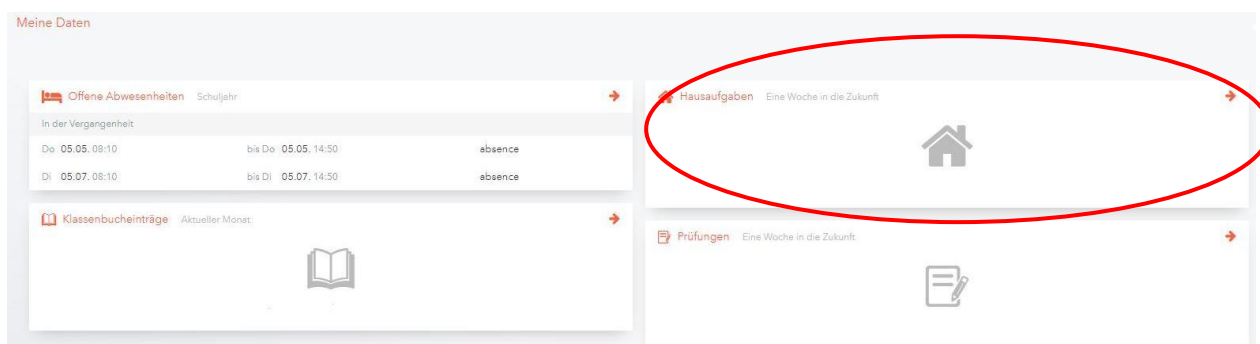 Meine Daten
Offene Abwesenheiten Schuljahr
In der Vergangenheit
Do 05.05. 08:10 bis Do 05.05. 14:50 absence
Di 05.07. 08:10 bis Di 05.07. 14:50 absence
Klassenbucheinträge Aktueller Monat
Hausaufgaben Eine Woche in die Zukunft
Prüfungen Eine Woche in die Zukunft